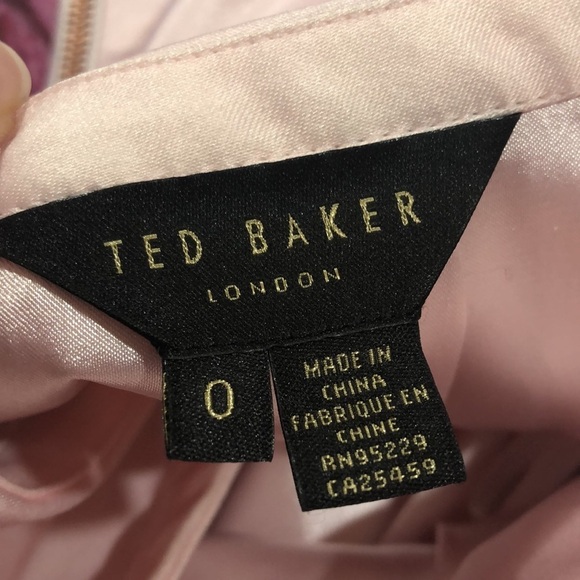 TED BAKER
LONDON
0
MADE IN
CHINA
FABRIQUE EN
CHINE
RN95229
CA25459